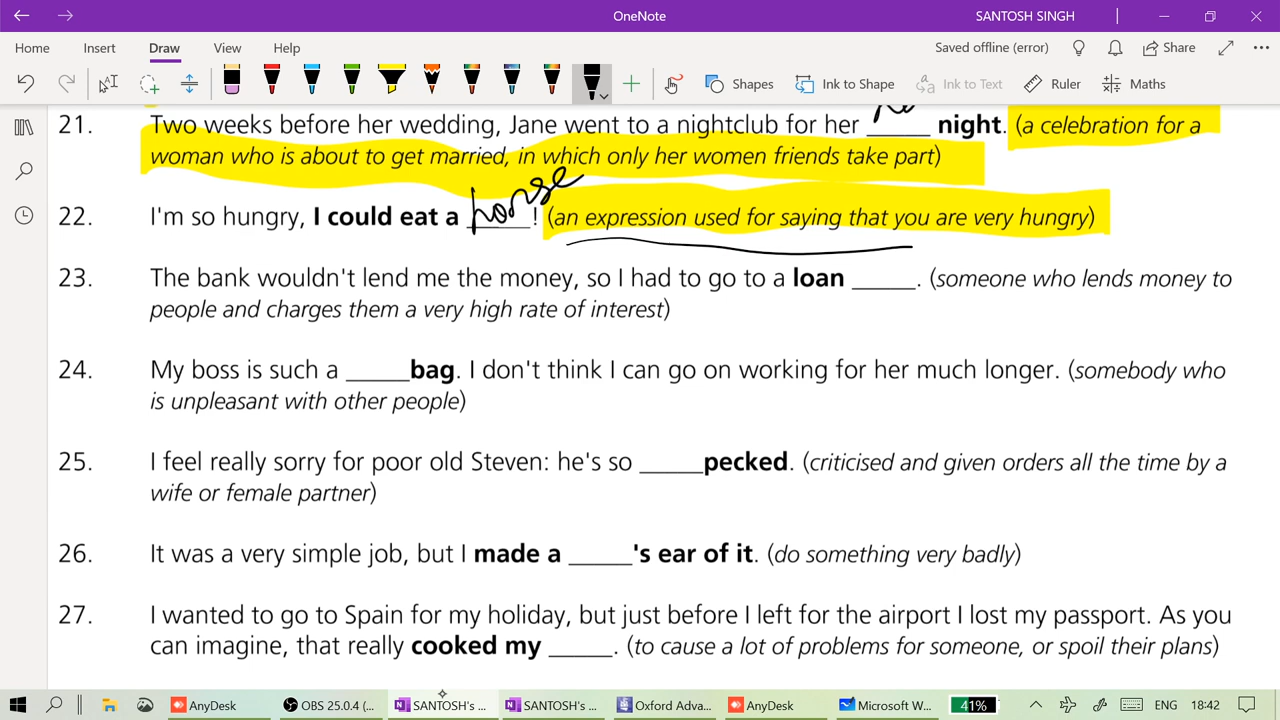 OneNote
SANTOSH SINGH
Home Insert Draw View Help
Saved offline (error) Share
Shapes Ink to Shape Ink to Text Ruler Maths
21. Two weeks before her wedding, Jane went to a nightclub for her _____ night. (a celebration for a
woman who is about to get married, in which only her women friends take part)
22. I'm so hungry, I could eat a horse! (an expression used for saying that you are very hungry)
23. The bank wouldn't lend me the money, so I had to go to a loan _____. (someone who lends money to
people and charges them a very high rate of interest)
24. My boss is such a _____bag. I don't think I can go on working for her much longer. (somebody who
is unpleasant with other people)
25. I feel really sorry for poor old Steven: he's so _____pecked. (criticised and given orders all the time by a
wife or female partner)
26. It was a very simple job, but I made a _____'s ear of it. (do something very badly)
27. I wanted to go to Spain for my holiday, but just before I left for the airport I lost my passport. As you
can imagine, that really cooked my _____. (to cause a lot of problems for someone, or spoil their plans)
AnyDesk OBS 25.0.4 (... SANTOSH's ... SANTOSH's ... Oxford Adva... AnyDesk Microsoft W... 41% ENG 18:42